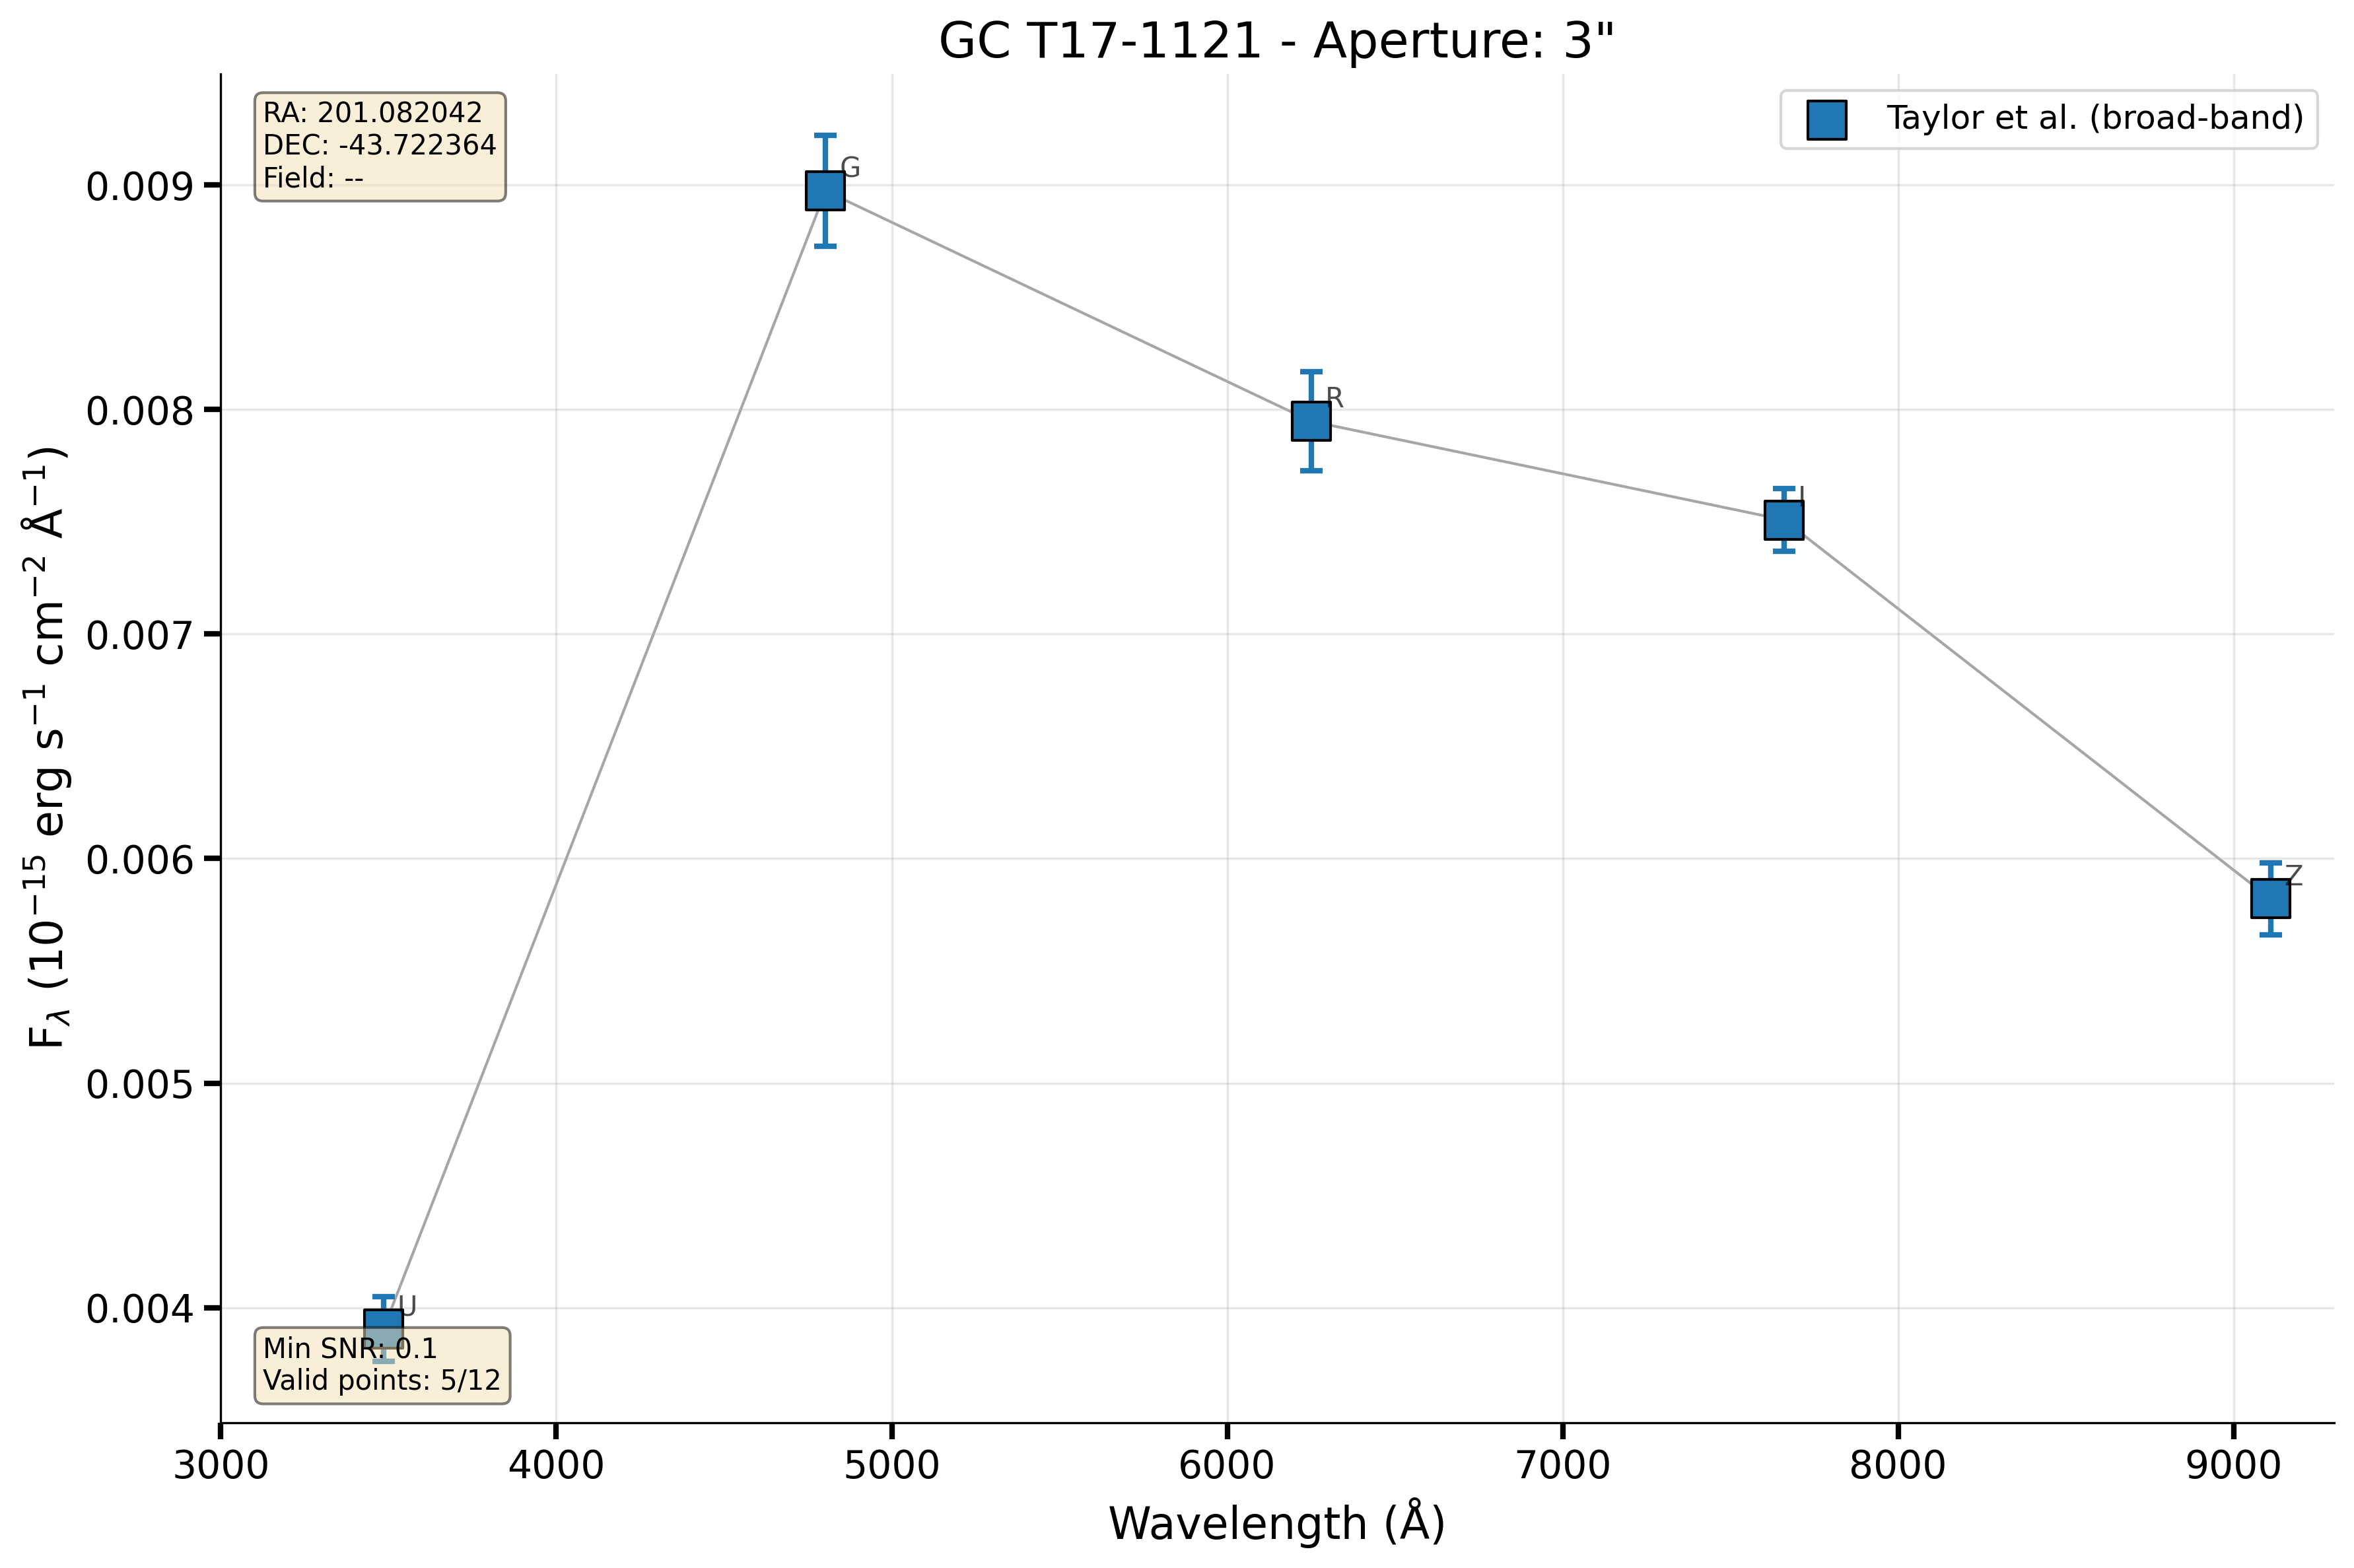 GC T17-1121 - Aperture: 3"
RA: 201.082042
DEC: -43.722364
Field: --
Taylor et al. (broad-band)
G
R
I
Z
U
Min SNR: 0.1
Valid points: 5/12
0.009
0.008
0.007
0.006
0.005
0.004
F_λ (10⁻¹⁵ erg s⁻¹ cm⁻² Å⁻¹)
3000 4000 5000 6000 7000 8000 9000
Wavelength (Å)